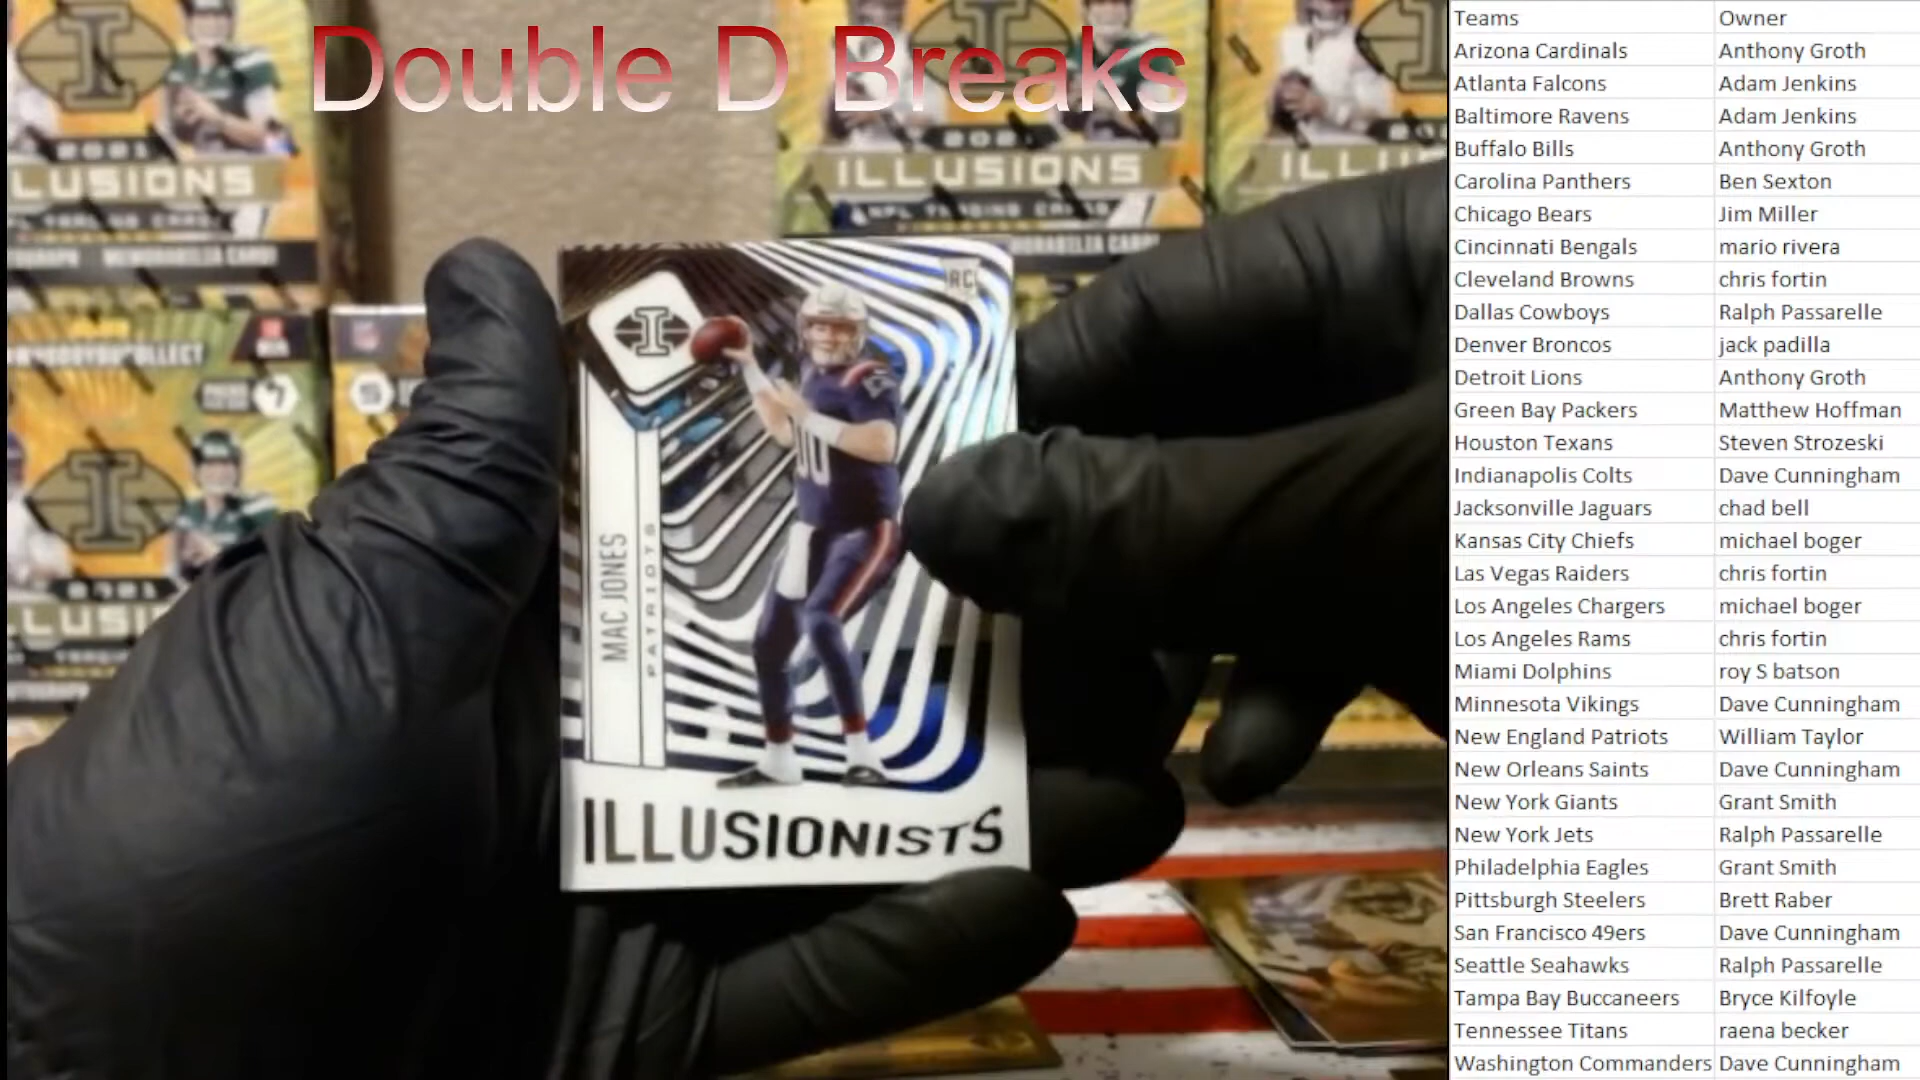 Double D Breaks
2021
LUSIONS
ILLUSIONS
RC
I
MAC JONES
PATRIOTS
ILLUSIONISTS
Teams Owner
Arizona Cardinals Anthony Groth
Atlanta Falcons Adam Jenkins
Baltimore Ravens Adam Jenkins
Buffalo Bills Anthony Groth
Carolina Panthers Ben Sexton
Chicago Bears Jim Miller
Cincinnati Bengals mario rivera
Cleveland Browns chris fortin
Dallas Cowboys Ralph Passarelle
Denver Broncos jack padilla
Detroit Lions Anthony Groth
Green Bay Packers Matthew Hoffman
Houston Texans Steven Strozeski
Indianapolis Colts Dave Cunningham
Jacksonville Jaguars chad bell
Kansas City Chiefs michael boger
Las Vegas Raiders chris fortin
Los Angeles Chargers michael boger
Los Angeles Rams chris fortin
Miami Dolphins roy S batson
Minnesota Vikings Dave Cunningham
New England Patriots William Taylor
New Orleans Saints Dave Cunningham
New York Giants Grant Smith
New York Jets Ralph Passarelle
Philadelphia Eagles Grant Smith
Pittsburgh Steelers Brett Raber
San Francisco 49ers Dave Cunningham
Seattle Seahawks Ralph Passarelle
Tampa Bay Buccaneers Bryce Kilfoyle
Tennessee Titans raena becker
Washington Commanders Dave Cunningham